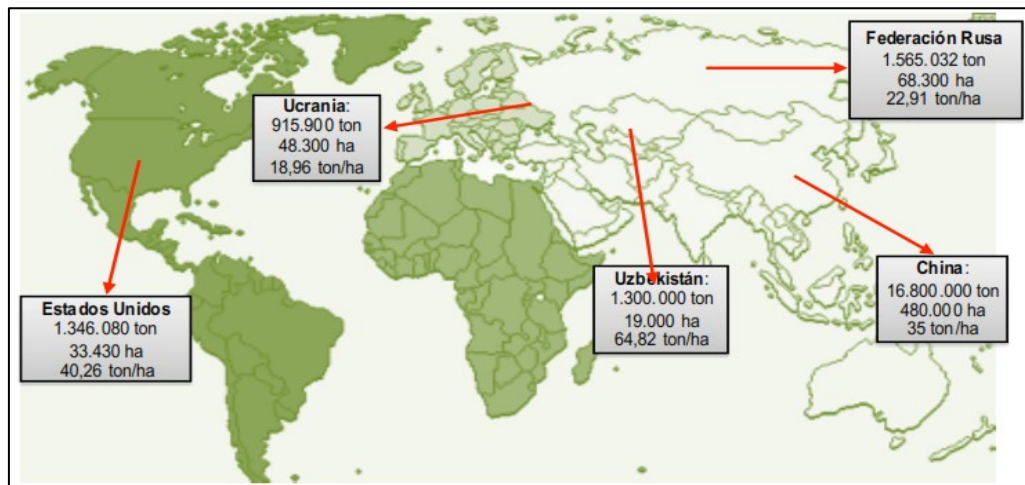 Federación Rusa
1.565.032 ton
68.300 ha
22,91 ton/ha
Ucrania:
915.900 ton
48.300 ha
18,96 ton/ha
Estados Unidos
1.346.080 ton
33.430 ha
40,26 ton/ha
Uzbekistán:
1.300.000 ton
19.000 ha
64,82 ton/ha
China:
16.800.000 ton
480.000 ha
35 ton/ha